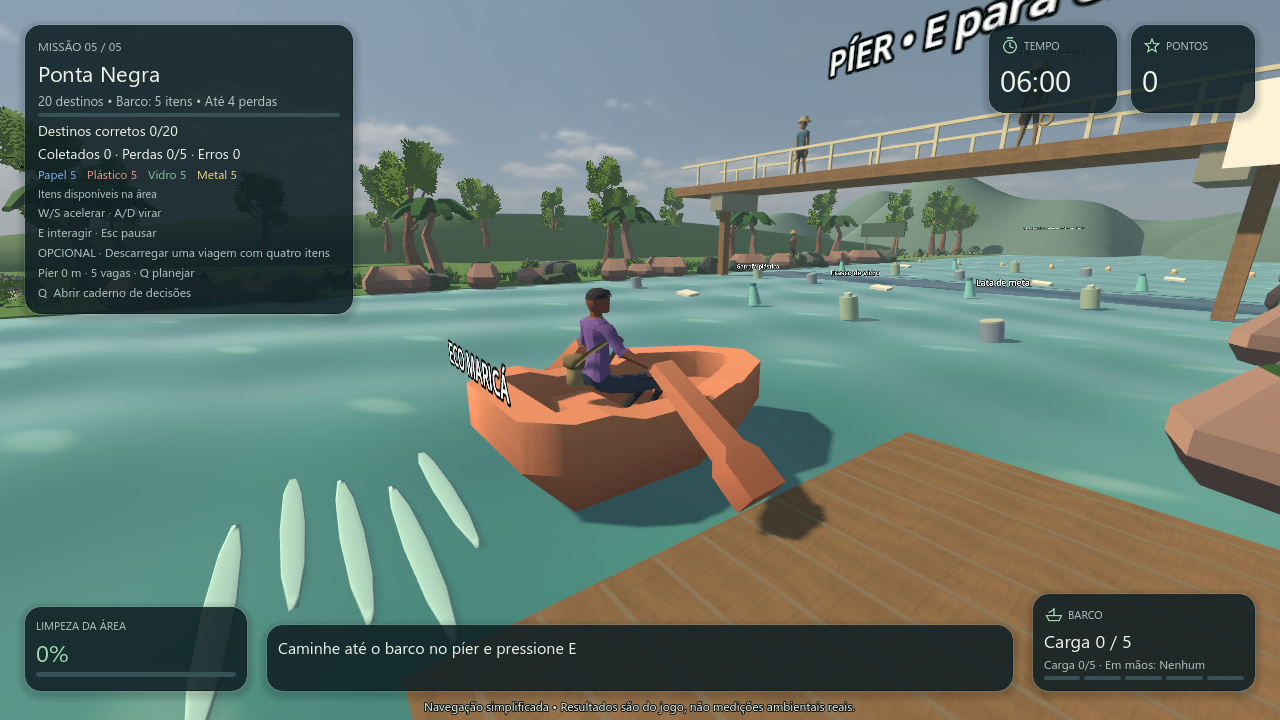 MISSÃO 05 / 05
Ponta Negra
20 destinos • Barco: 5 itens • Até 4 perdas
Destinos corretos 0/20
Coletados 0 · Perdas 0/5 · Erros 0
Papel 5 Plástico 5 Vidro 5 Metal 5
Itens disponíveis na área
W/S acelerar · A/D virar
E interagir · Esc pausar
OPCIONAL · Descarregar uma viagem com quatro itens
Píer 0 m · 5 vagas · Q planejar
Q Abrir caderno de decisões
PÍER • E para
TEMPO
06:00
PONTOS
0
Garrafa plástica
Frasco de vidro
Lata de metal
ECO MARICÁ
LIMPEZA DA ÁREA
0%
Caminhe até o barco no píer e pressione E
BARCO
Carga 0 / 5
Carga 0/5 · Em mãos: Nenhum
Navegação simplificada • Resultados são do jogo, não medições ambientais reais.